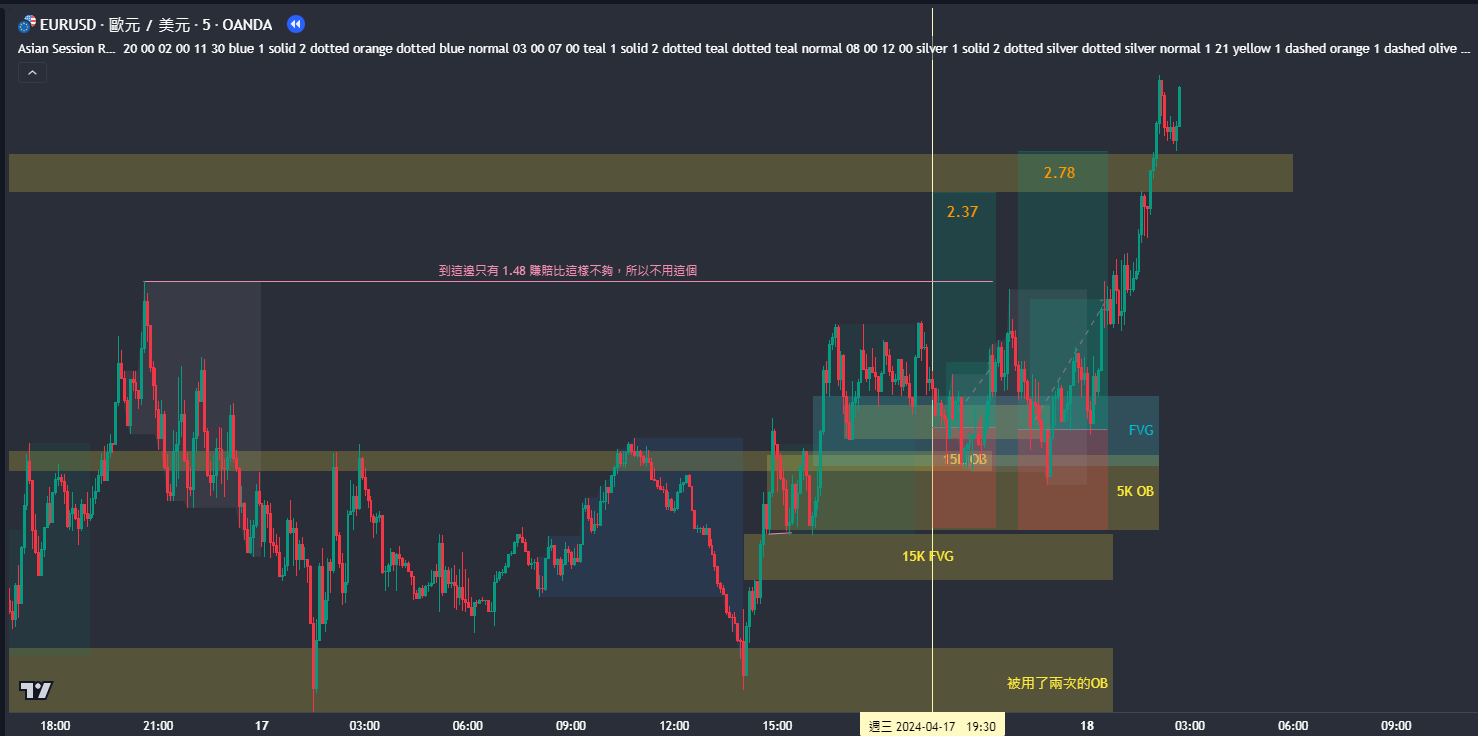 EURUSD · 歐元 / 美元 · 5 · OANDA
Asian Session R... 20 00 02 00 11 30 blue 1 solid 2 dotted orange dotted blue normal 03 00 07 00 teal 1 solid 2 dotted teal dotted teal normal 08 00 12 00 silver 1 solid 2 dotted silver dotted silver normal 1 21 yellow 1 dashed orange 1 dashed olive ...
2.78
2.37
到這邊只有 1.48 賺賠比這樣不夠，所以不用這個
FVG
15K OB
5K OB
15K FVG
被用了兩次的OB
18:00 21:00 17 03:00 06:00 09:00 12:00 15:00 週三 2024-04-17 19:30 18 03:00 06:00 09:00